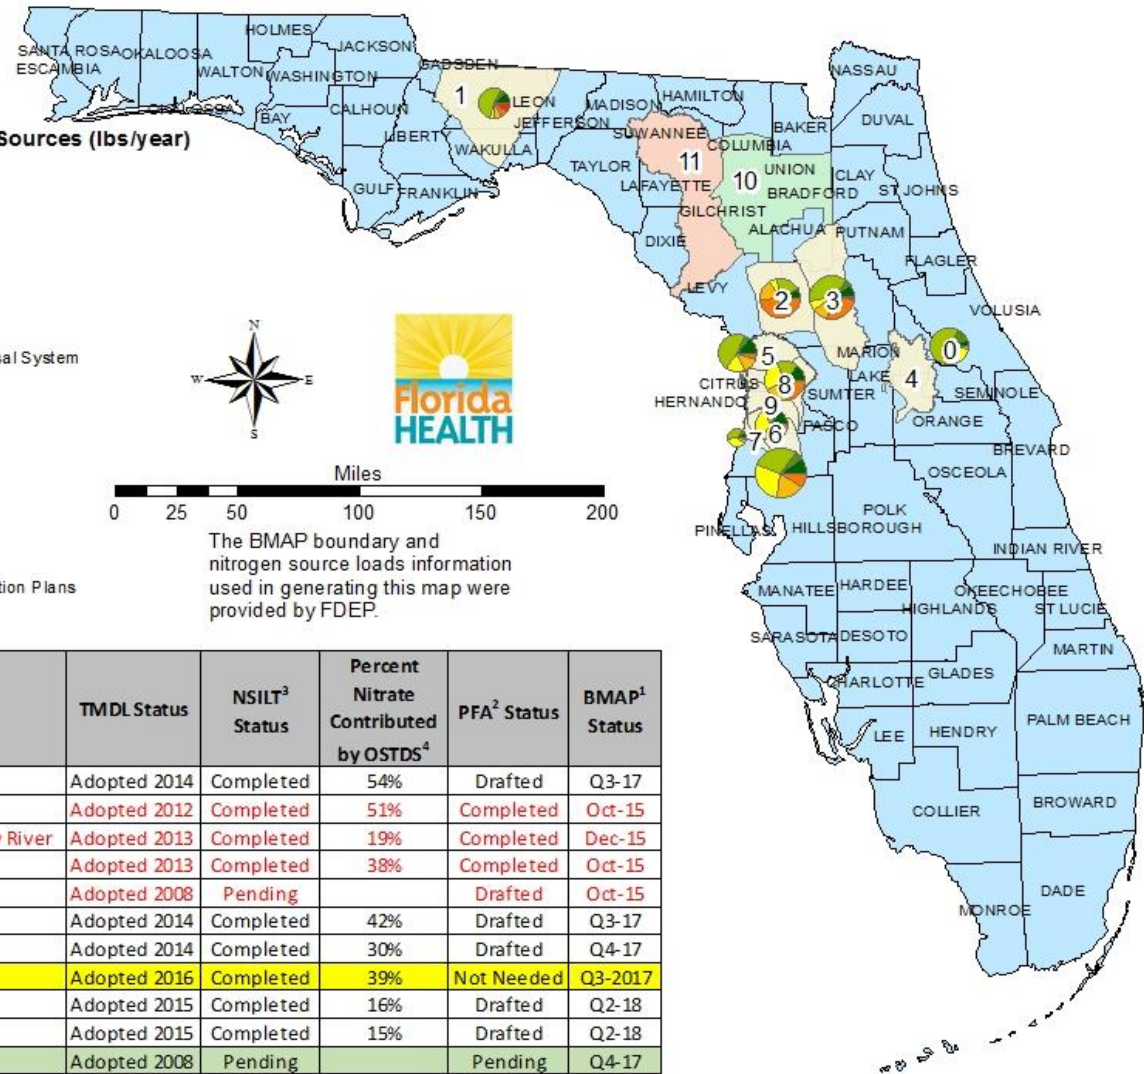 HOLMES
JACKSON
SANTA ROSA OKALOOSA
ESCAMBIA
WALTON WASHINGTON
GADSDEN
NASSAU
1
LEON
MADISON
HAMILTON
CALHOUN
BAY
JEFFERSON
BAKER
DUVAL
Sources (lbs/year)
LIBERTY
WAKULLA
SUWANNEE
COLUMBIA
TAYLOR
11
UNION
10
CLAY
LAFAYETTE
BRADFORD
ST JOHNS
GULF FRANKLIN
GILCHRIST
ALACHUA
PUTNAM
DIXIE
FLAGLER
LEVY
2
3
VOLUSIA
N
W E
S
Florida
HEALTH
sal System
5
MARION
0
CITRUS
8
LAKE
4
HERNANDO
SUMTER
SEMINOLE
9
PASCO
ORANGE
7
6
BREVARD
Miles
OSCEOLA
0 25 50 100 150 200
POLK
PINELLAS
HILLSBOROUGH
The BMAP boundary and
nitrogen source loads information
used in generating this map were
provided by FDEP.
INDIAN RIVER
tion Plans
MANATEE
HARDEE
OKEECHOBEE
HIGHLANDS
ST LUCIE
SARASOTA
DESOTO
MARTIN
CHARLOTTE
GLADES
LEE
HENDRY
PALM BEACH
COLLIER
BROWARD
MONROE
DADE
TMDL Status NSILT³ Status Percent Nitrate Contributed by OSTDS⁴ PFA² Status BMAP¹ Status
Adopted 2014 Completed 54% Drafted Q3-17
Adopted 2012 Completed 51% Completed Oct-15
River Adopted 2013 Completed 19% Completed Dec-15
Adopted 2013 Completed 38% Completed Oct-15
Adopted 2008 Pending Drafted Oct-15
Adopted 2014 Completed 42% Drafted Q3-17
Adopted 2014 Completed 30% Drafted Q4-17
Adopted 2016 Completed 39% Not Needed Q3-2017
Adopted 2015 Completed 16% Drafted Q2-18
Adopted 2015 Completed 15% Drafted Q2-18
Adopted 2008 Pending Pending Q4-17